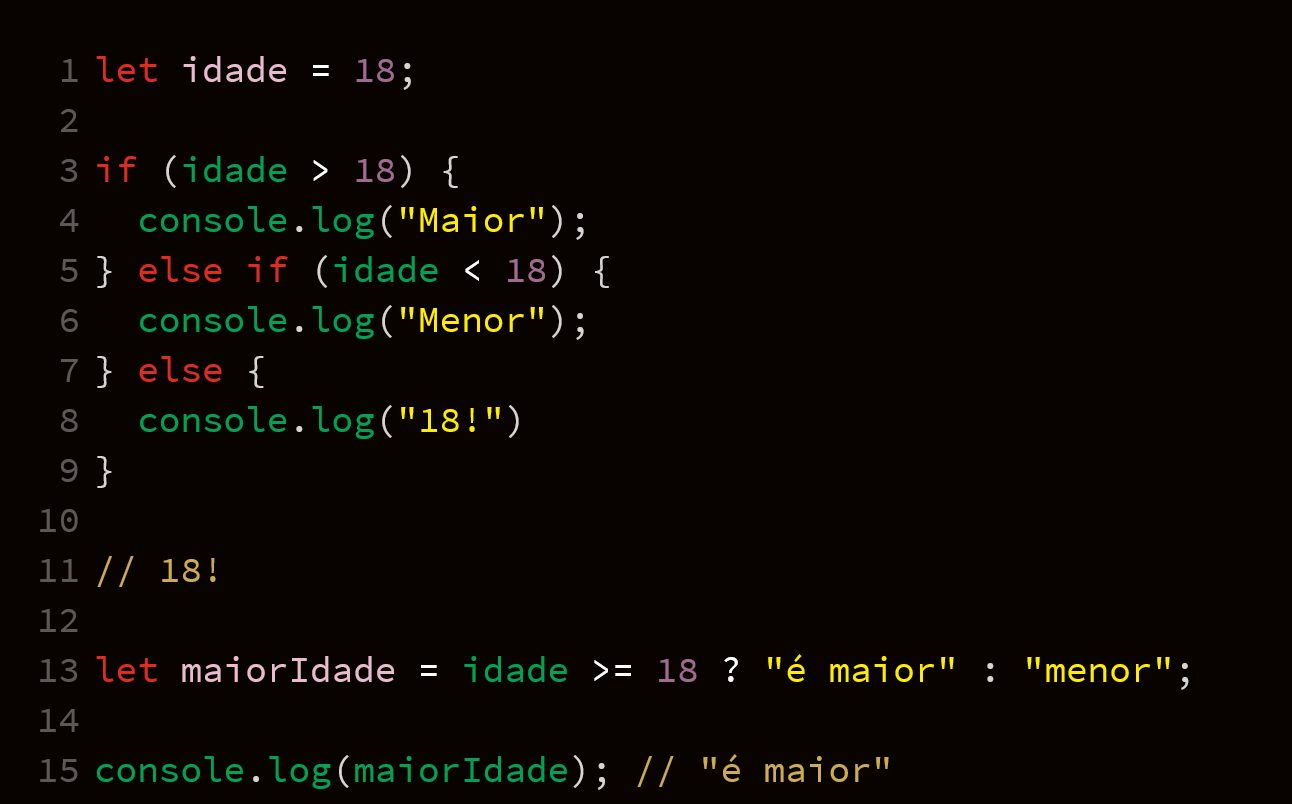 1 let idade = 18;
2
3 if (idade > 18) {
4   console.log("Maior");
5 } else if (idade < 18) {
6   console.log("Menor");
7 } else {
8   console.log("18!")
9 }
10
11 // 18!
12
13 let maiorIdade = idade >= 18 ? "é maior" : "menor";
14
15 console.log(maiorIdade); // "é maior"